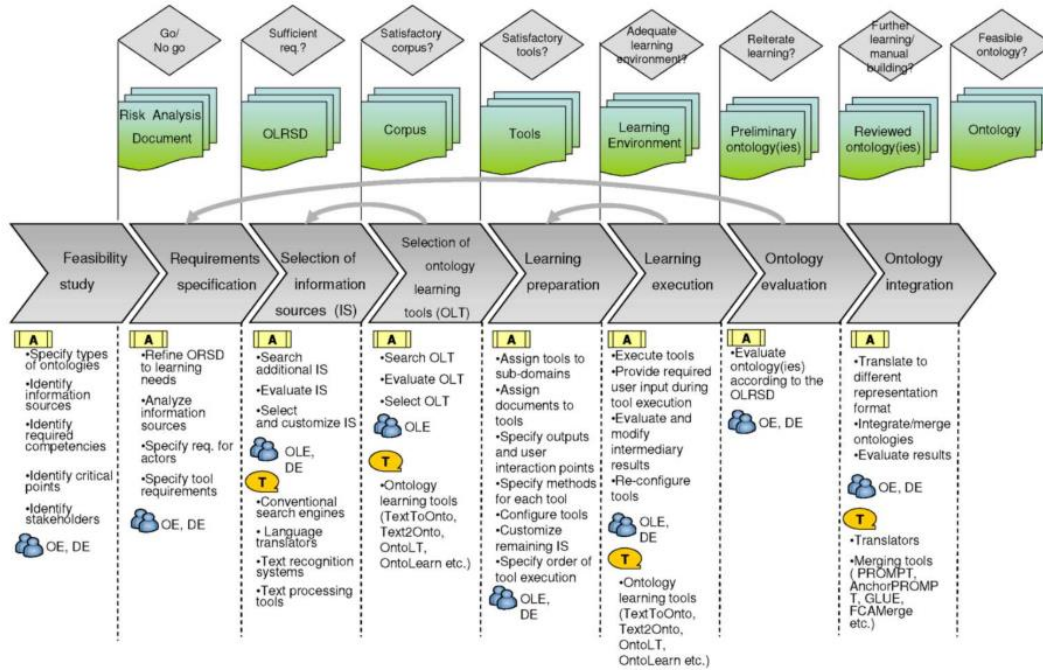 Go/
No go
Sufficient
req.?
Satisfactory
corpus?
Satisfactory
tools?
Adequate
learning
environment?
Reiterate
learning?
Further
learning/
manual
building?
Feasible
ontology?
Risk Analysis
Document
OLRSD
Corpus
Tools
Learning
Environment
Preliminary
ontology(ies)
Reviewed
ontology(ies)
Ontology
Feasibility
study
Requirements
specification
Selection of
information
sources (IS)
Selection of
ontology
learning
tools (OLT)
Learning
preparation
Learning
execution
Ontology
evaluation
Ontology
integration
A
•Specify types
of ontologies
•Identify
information
sources
•Identify
required
competencies
•Identify critical
points
•Identify
stakeholders
OE, DE
A
•Refine ORSD
to learning
needs
•Analyze
information
sources
•Specify req. for
actors
•Specify tool
requirements
OE, DE
A
•Search
additional IS
•Evaluate IS
•Select
and customize IS
OLE,
DE
T
•Conventional
search engines
•Language
translators
•Text recognition
systems
•Text processing
tools
A
•Search OLT
•Evaluate OLT
•Select OLT
OLE
T
•Ontology
learning tools
(TextToOnto,
Text2Onto,
OntoLT,
OntoLearn etc.)
A
•Assign tools to
sub-domains
•Assign
documents to
tools
•Specify outputs
and user
interaction points
•Specify methods
for each tool
•Configure tools
•Customize
remaining IS
•Specify order of
tool execution
OLE,
DE
A
•Execute tools
•Provide required
user input during
tool execution
•Evaluate and
modify
intermediary
results
•Re-configure
tools
OLE,
DE
T
•Ontology
learning tools
(TextToOnto,
Text2Onto,
OntoLT,
OntoLearn etc.)
A
•Evaluate
ontology(ies)
according to the
OLRSD
OE, DE
A
•Translate to
different
representation
format
•Integrate/merge
ontologies
•Evaluate results
OE, DE
T
•Translators
•Merging tools
( PROMPT,
AnchorPROMP
T, GLUE,
FCAMerge
etc.)